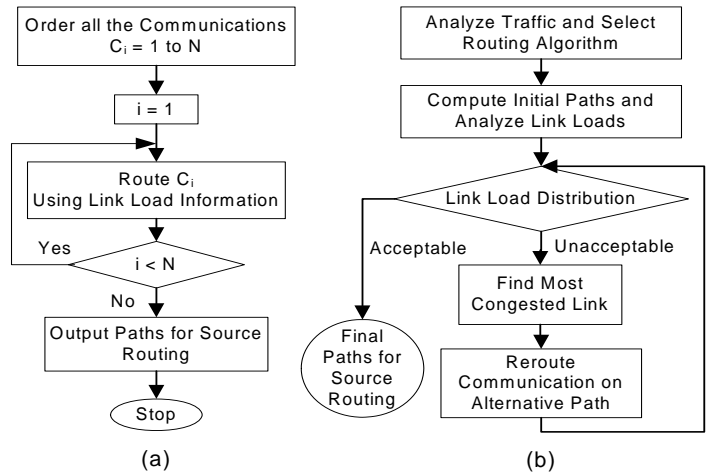 Order all the Communications
Ci = 1 to N
i = 1
Route Ci
Using Link Load Information
Yes
i < N
No
Output Paths for Source
Routing
Stop
(a)
Analyze Traffic and Select
Routing Algorithm
Compute Initial Paths and
Analyze Link Loads
Link Load Distribution
Acceptable
Unacceptable
Find Most
Congested Link
Final
Paths for
Source
Routing
Reroute
Communication on
Alternative Path
(b)